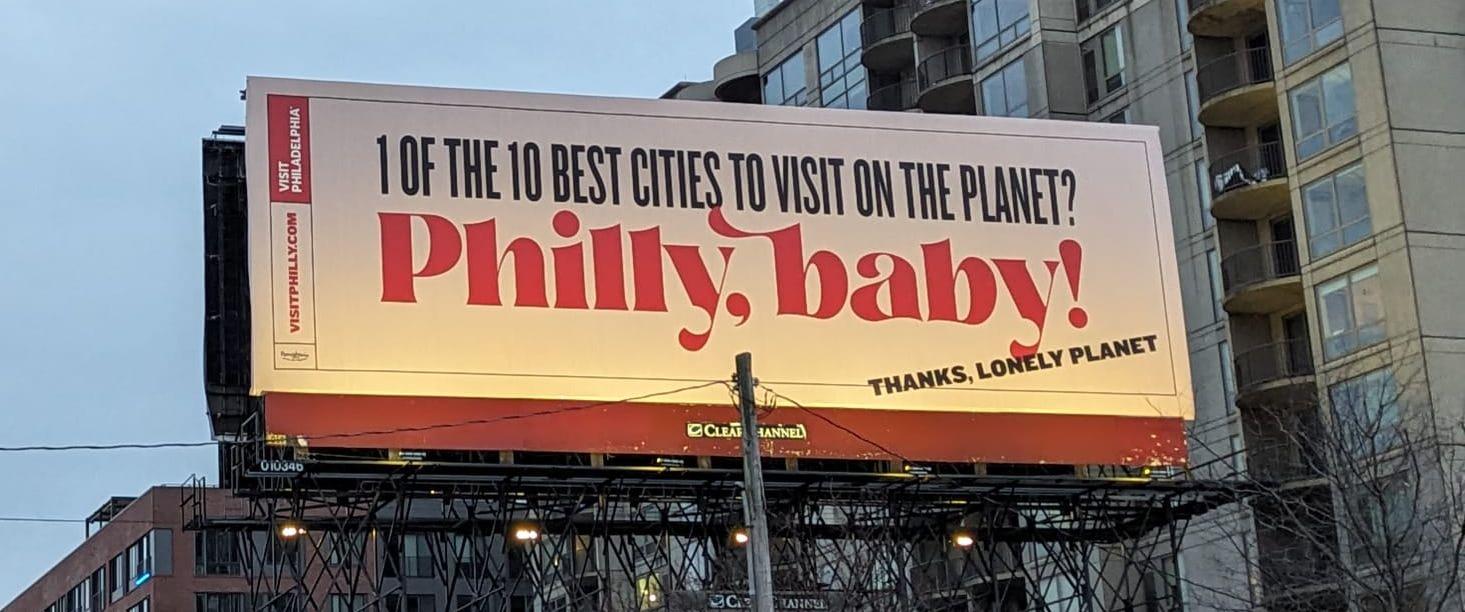 VISIT
PHILADELPHIA
VISITPHILLY.COM
1 OF THE 10 BEST CITIES TO VISIT ON THE PLANET?
Philly, baby!
THANKS, LONELY PLANET
CLEAR CHANNEL
010346